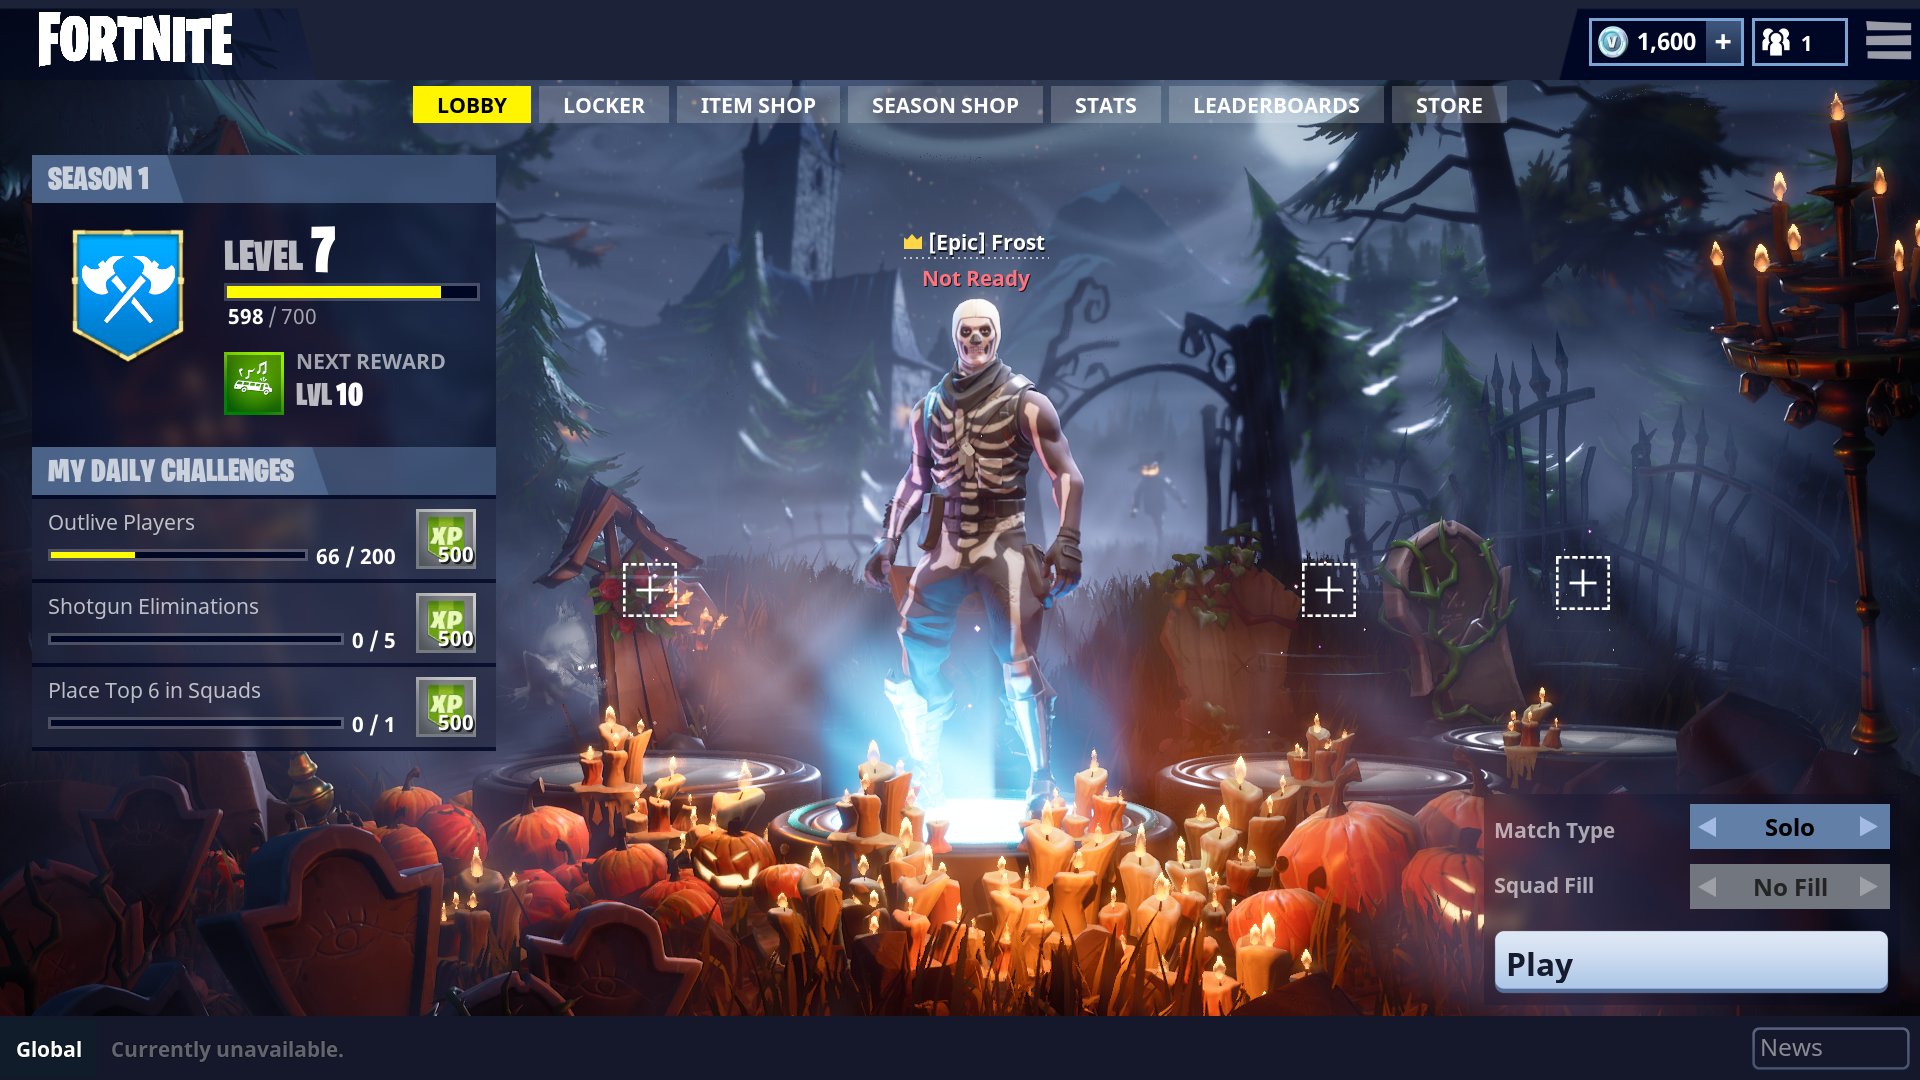 FORTNITE
1,600 +
1
LOBBY LOCKER ITEM SHOP SEASON SHOP STATS LEADERBOARDS STORE
SEASON 1
LEVEL 7
598 / 700
NEXT REWARD
LVL 10
MY DAILY CHALLENGES
Outlive Players
66 / 200
XP
500
Shotgun Eliminations
0 / 5
XP
500
Place Top 6 in Squads
0 / 1
XP
500
[Epic] Frost
Not Ready
Match Type Solo
Squad Fill No Fill
Play
Global Currently unavailable.
News